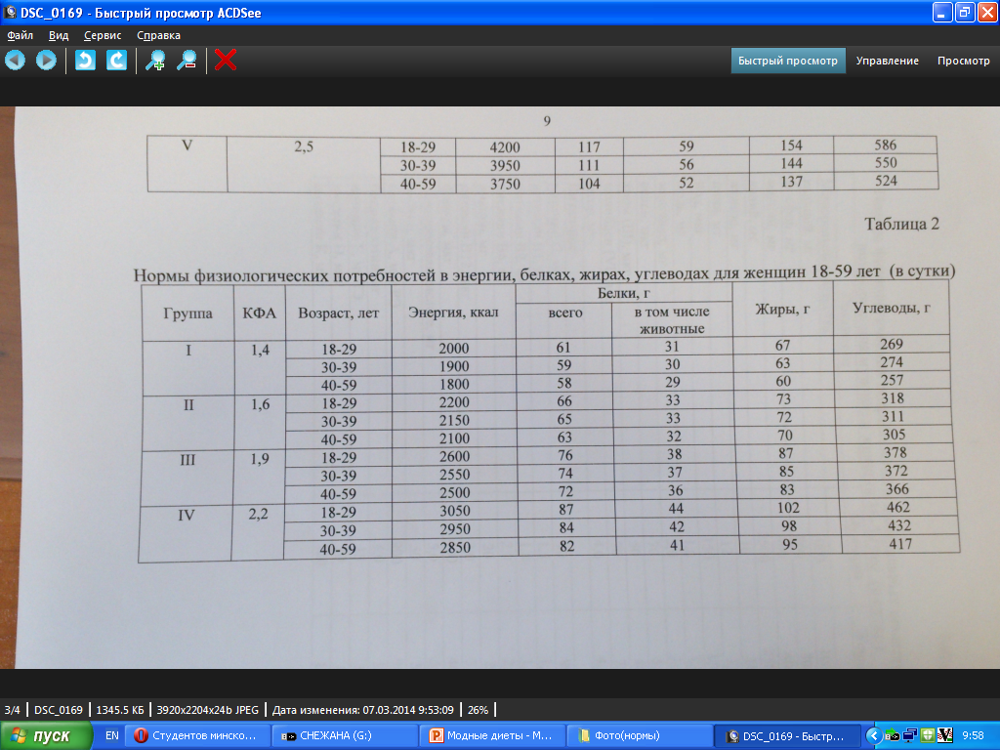 DSC_0169 - Быстрый просмотр ACDSee
Файл Вид Сервис Справка
Быстрый просмотр Управление Просмотр
9
V 2,5 18-29 4200 117 59 154 586
30-39 3950 111 56 144 550
40-59 3750 104 52 137 524
Таблица 2
Нормы физиологических потребностей в энергии, белках, жирах, углеводах для женщин 18-59 лет (в сутки)
Группа КФА Возраст, лет Энергия, ккал Белки, г Жиры, г Углеводы, г
всего в том числе животные
I 1,4 18-29 2000 61 31 67 269
30-39 1900 59 30 63 274
40-59 1800 58 29 60 257
II 1,6 18-29 2200 66 33 73 318
30-39 2150 65 33 72 311
40-59 2100 63 32 70 305
III 1,9 18-29 2600 76 38 87 378
30-39 2550 74 37 85 372
40-59 2500 72 36 83 366
IV 2,2 18-29 3050 87 44 102 462
30-39 2950 84 42 98 432
40-59 2850 82 41 95 417
3/4 DSC_0169 1345.5 КБ 3920x2204x24b JPEG Дата изменения: 07.03.2014 9:53:09 26%
пуск EN Студентов минско... СНЕЖАНА (G:) Модные диеты - М... Фото(нормы) DSC_0169 - Быстр... 9:58